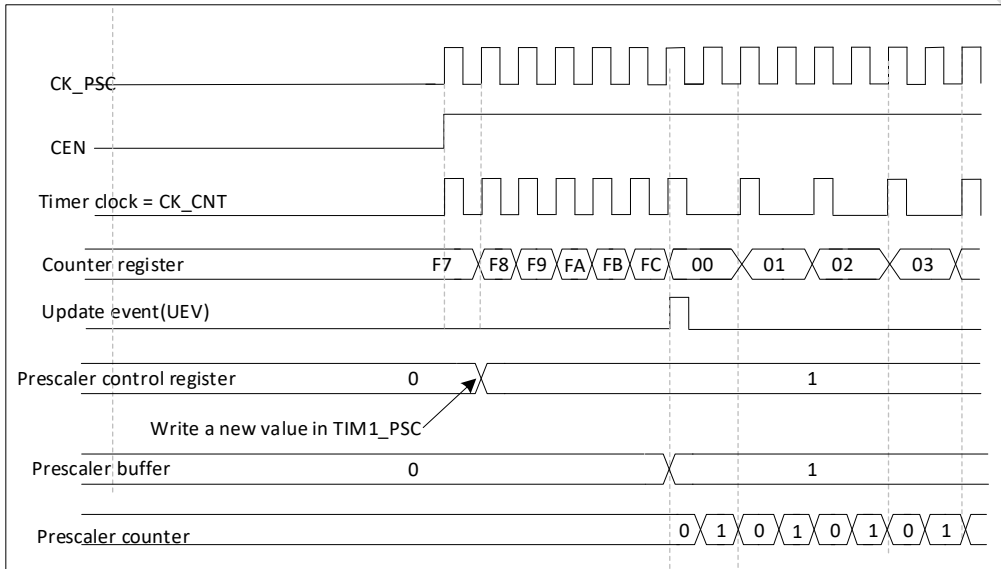 CK_PSC
CEN
Timer clock = CK_CNT
Counter register F7 F8 F9 FA FB FC 00 01 02 03
Update event(UEV)
Prescaler control register 0 1
Write a new value in TIM1_PSC
Prescaler buffer 0 1
Prescaler counter 0 1 0 1 0 1 0 1